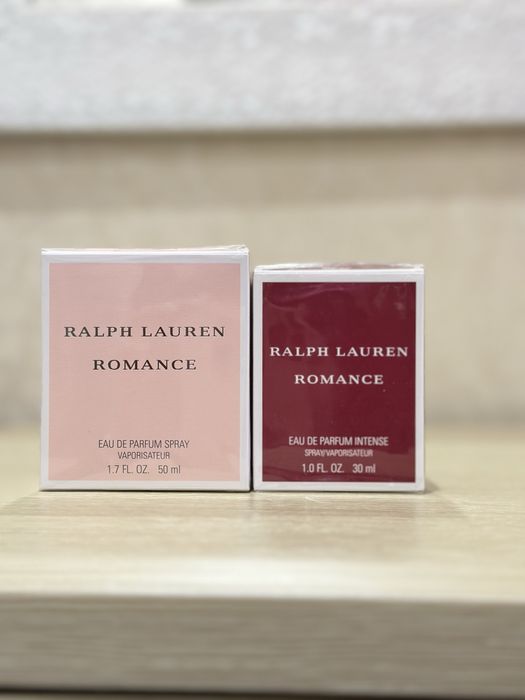 RALPH LAUREN
ROMANCE
EAU DE PARFUM SPRAY
VAPORISATEUR
1.7 FL. OZ. 50 ml
RALPH LAUREN
ROMANCE
EAU DE PARFUM INTENSE
SPRAY/VAPORISATEUR
1.0 FL. OZ. 30 ml